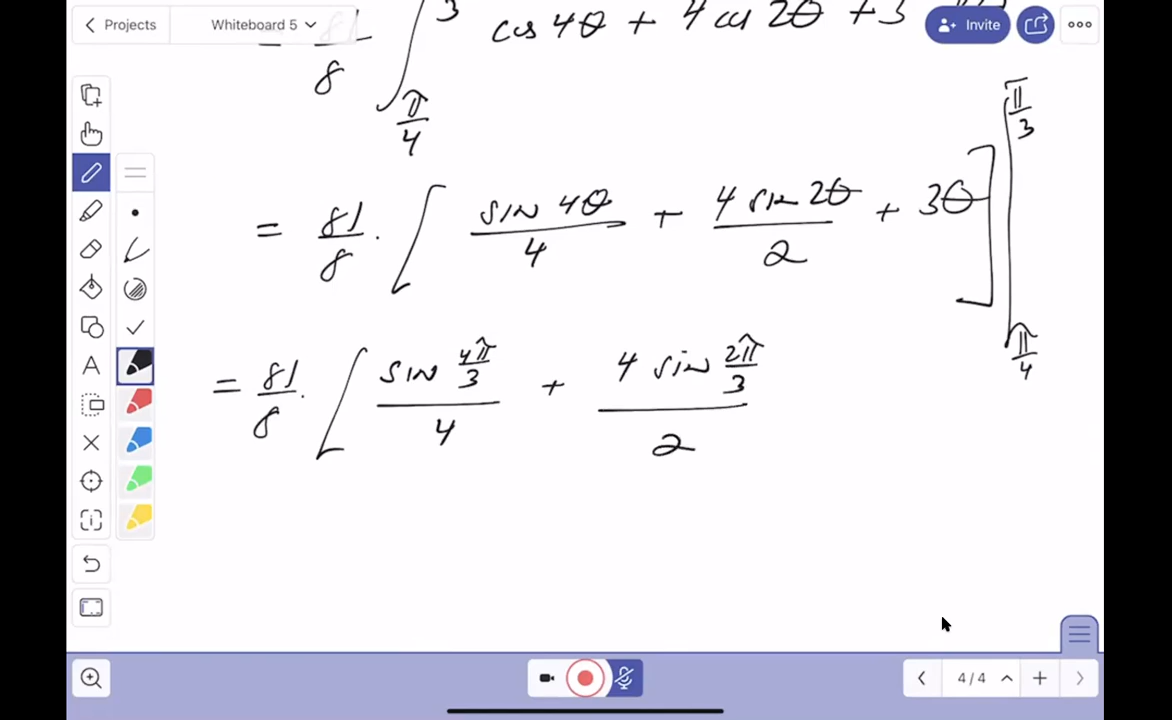 Projects Whiteboard 5 Invite
= 81/8 ∫_{π/4}^{π/3} cos 4θ + 4 cos 2θ + 3
= 81/8 · [ sin 4θ / 4 + 4 sin 2θ / 2 + 3θ ] |_{π/4}^{π/3}
= 81/8 · [ sin 4π/3 / 4 + 4 sin 2π/3 / 2
4/4